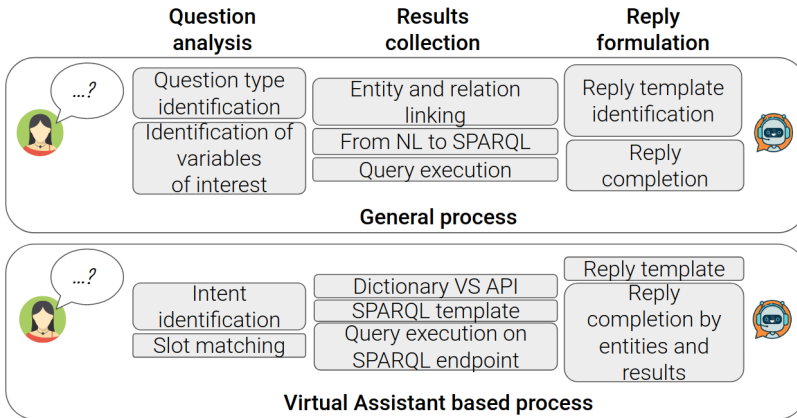 Question
analysis
Results
collection
Reply
formulation
...?
Question type
identification
Identification of
variables
of interest
Entity and relation
linking
From NL to SPARQL
Query execution
Reply template
identification
Reply
completion
General process
...?
Intent
identification
Slot matching
Dictionary VS API
SPARQL template
Query execution on
SPARQL endpoint
Reply template
Reply
completion by
entities and
results
Virtual Assistant based process